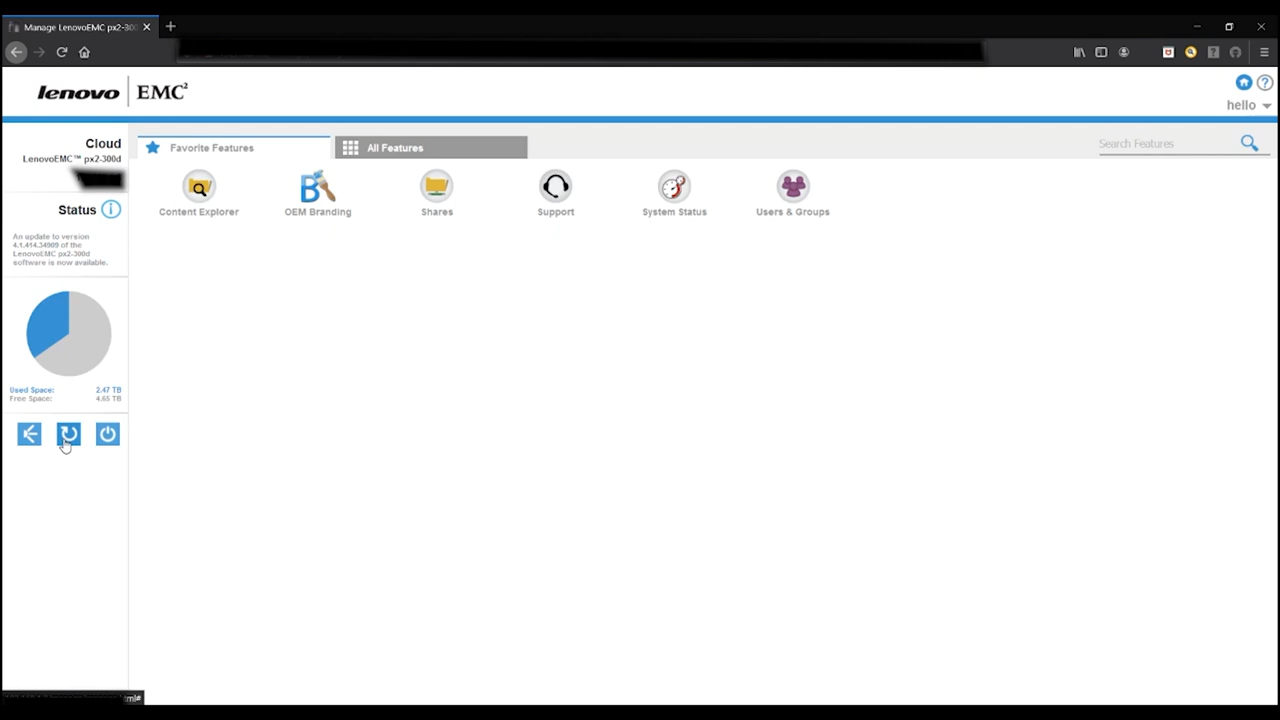 Manage LenovoEMC px2-300
lenovo EMC²
hello
Cloud
LenovoEMC™ px2-300d
Status
An update to version
4.1.414.34909 of the
LenovoEMC px2-300d
software is now available.
Used Space: 2.47 TB
Free Space: 4.65 TB
Favorite Features
All Features
Search Features
Content Explorer
OEM Branding
Shares
Support
System Status
Users & Groups